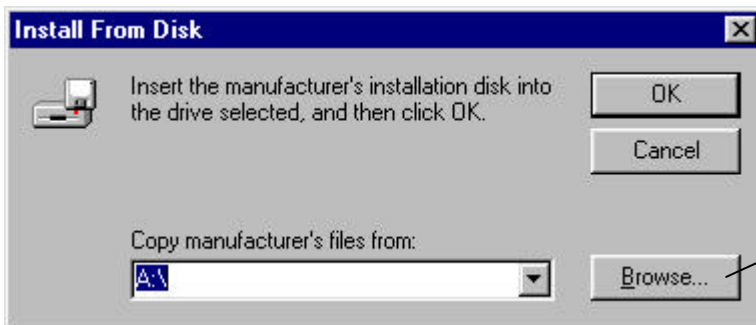 Install From Disk
Insert the manufacturer's installation disk into
the drive selected, and then click OK.
OK
Cancel
Copy manufacturer's files from:
A:\
Browse...